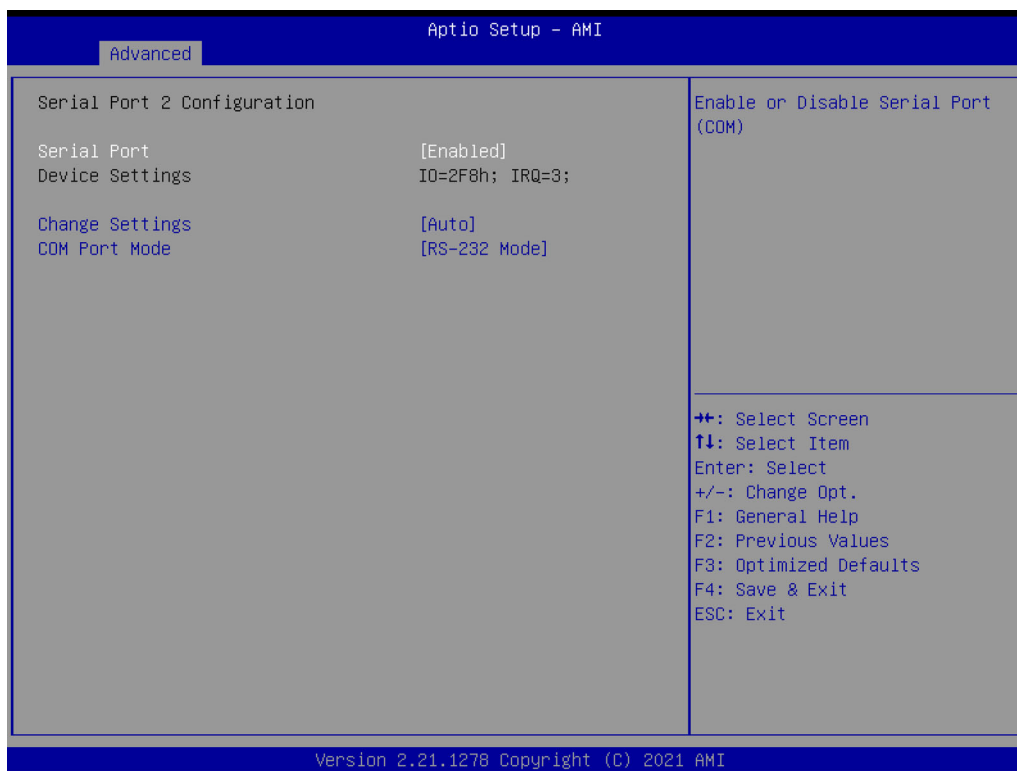 Aptio Setup – AMI
Advanced
Serial Port 2 Configuration
Serial Port [Enabled]
Device Settings IO=2F8h; IRQ=3;
Change Settings [Auto]
COM Port Mode [RS-232 Mode]
Enable or Disable Serial Port
(COM)
→←: Select Screen
↑↓: Select Item
Enter: Select
+/-: Change Opt.
F1: General Help
F2: Previous Values
F3: Optimized Defaults
F4: Save & Exit
ESC: Exit
Version 2.21.1278 Copyright (C) 2021 AMI